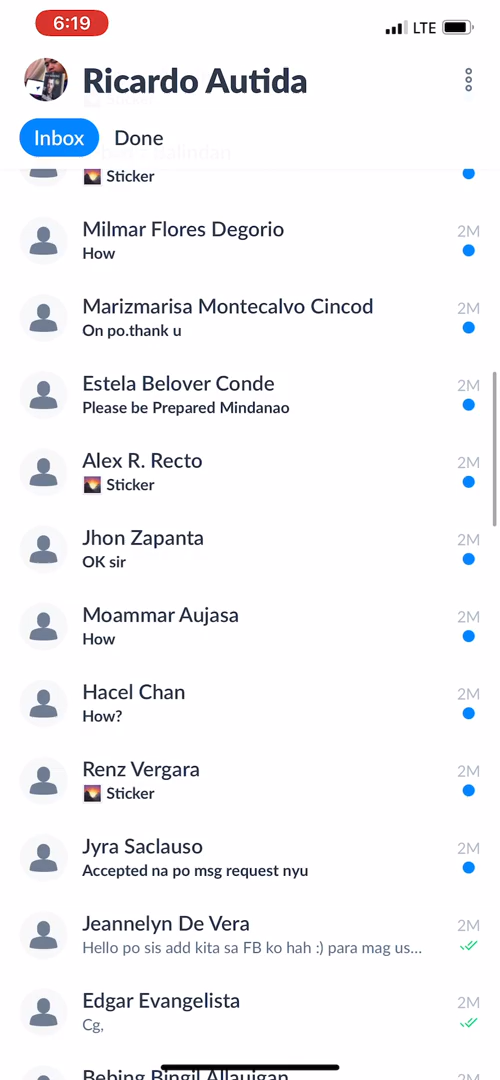 6:19
LTE
Ricardo Autida
Inbox
Done
Sticker
Milmar Flores Degorio
2M
How
Marizmarisa Montecalvo Cincod
2M
On po.thank u
Estela Belover Conde
2M
Please be Prepared Mindanao
Alex R. Recto
2M
Sticker
Jhon Zapanta
2M
OK sir
Moammar Aujasa
2M
How
Hacel Chan
2M
How?
Renz Vergara
2M
Sticker
Jyra Saclauso
2M
Accepted na po msg request nyu
Jeannelyn De Vera
2M
Hello po sis add kita sa FB ko hah :) para mag us...
Edgar Evangelista
2M
Cg,
Bebing Bingil Allauigan
2M